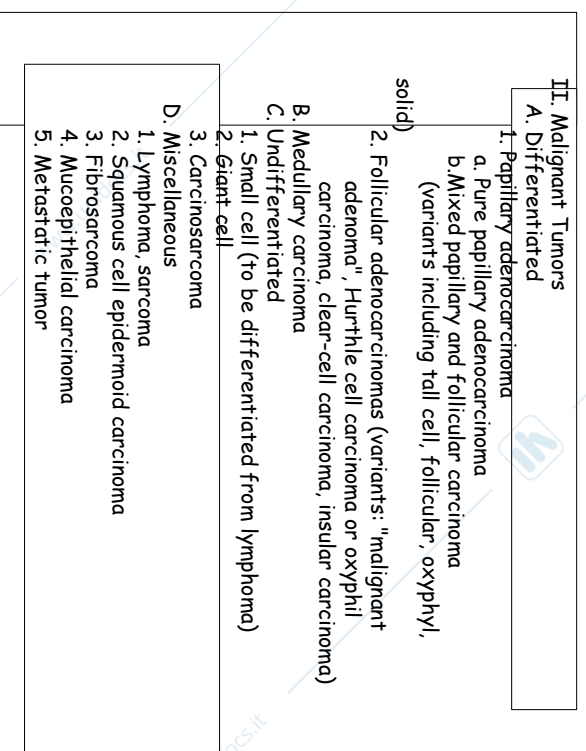 II. Malignant Tumors
A. Differentiated
1. Papillary adenocarcinoma
a. Pure papillary adenocarcinoma
b.Mixed papillary and follicular carcinoma
(variants including tall cell, follicular, oxyphyl,
solid)
2. Follicular adenocarcinomas (variants: "malignant
adenoma", Hurthle cell carcinoma or oxyphil
carcinoma, clear-cell carcinoma, insular carcinoma)
B. Medullary carcinoma
C. Undifferentiated
1. Small cell (to be differentiated from lymphoma)
2. Giant cell
3. Carcinosarcoma
D. Miscellaneous
1. Lymphoma, sarcoma
2. Squamous cell epidermoid carcinoma
3. Fibrosarcoma
4. Mucoepithelial carcinoma
5. Metastatic tumor